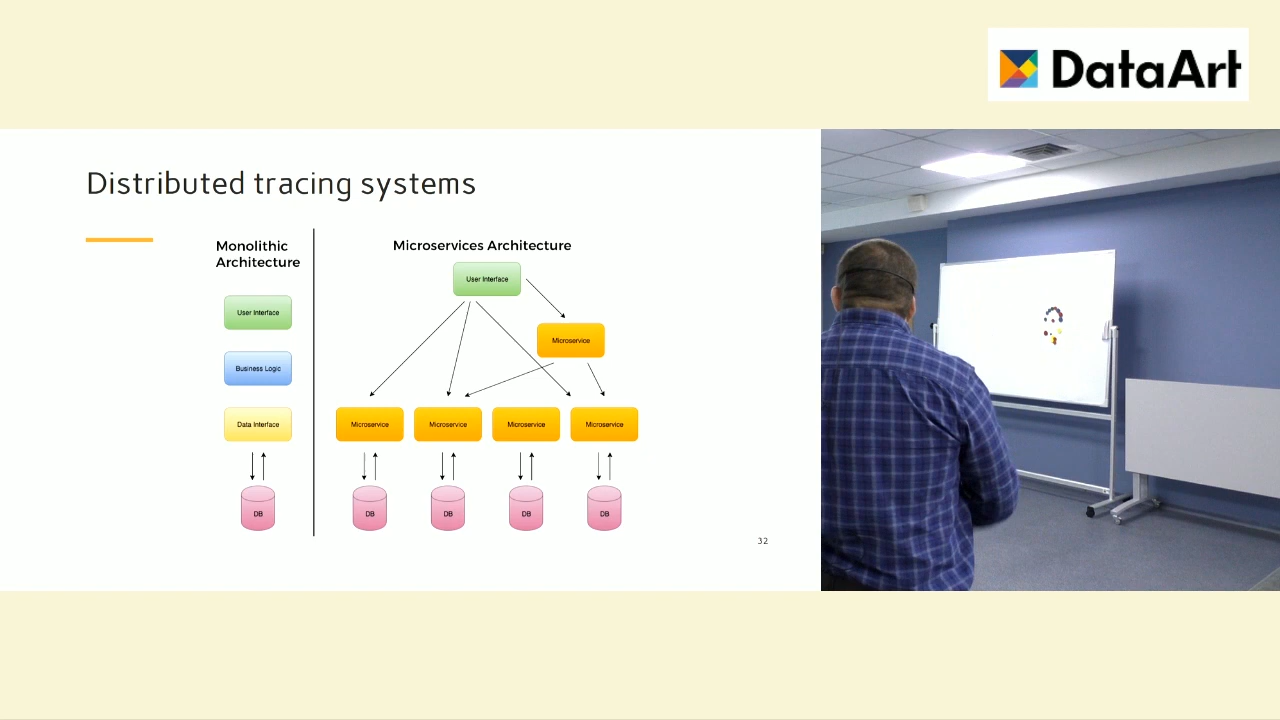 DataArt
Distributed tracing systems
Monolithic
Architecture
User Interface
Business Logic
Data Interface
DB
Microservices Architecture
User Interface
Microservice
Microservice
Microservice
Microservice
Microservice
DB
DB
DB
DB
32